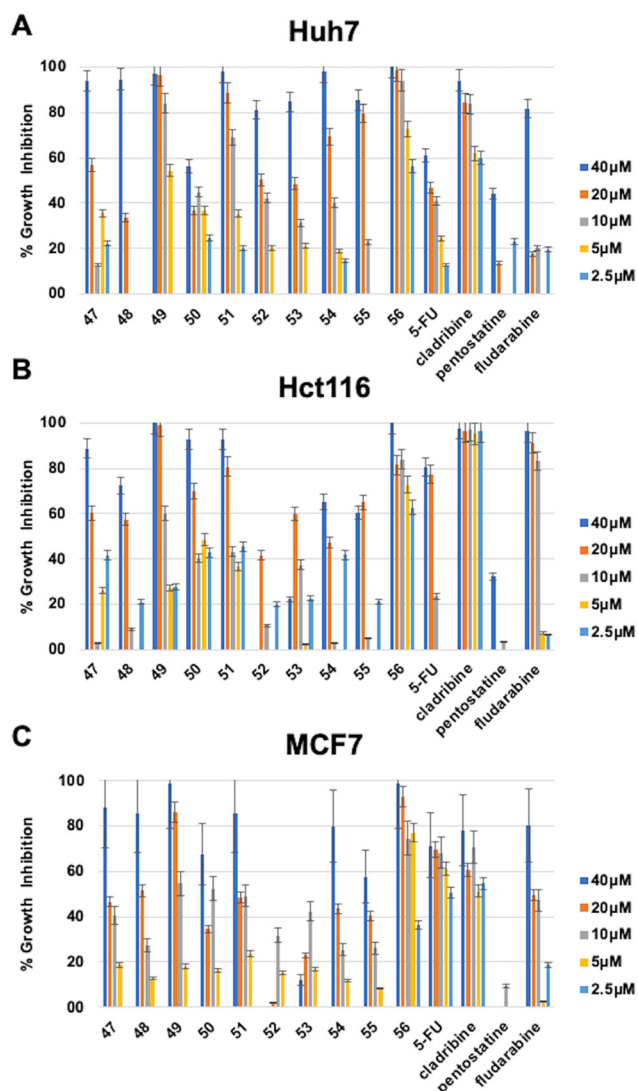 A
Huh7
% Growth Inhibition
100
80
60
40
20
00
47 48 49 50 51 52 53 54 55 56 5-FU cladribine pentostatine fludarabine
40μM
20μM
10μM
5μM
2.5μM
B
Hct116
% Growth Inhibition
100
80
60
40
20
00
47 48 49 50 51 52 53 54 55 56 5-FU cladribine pentostatine fludarabine
40μM
20μM
10μM
5μM
2.5μM
C
MCF7
% Growth Inhibition
100
80
60
40
20
00
47 48 49 50 51 52 53 54 55 56 5-FU cladribine pentostatine fludarabine
40μM
20μM
10μM
5μM
2.5μM